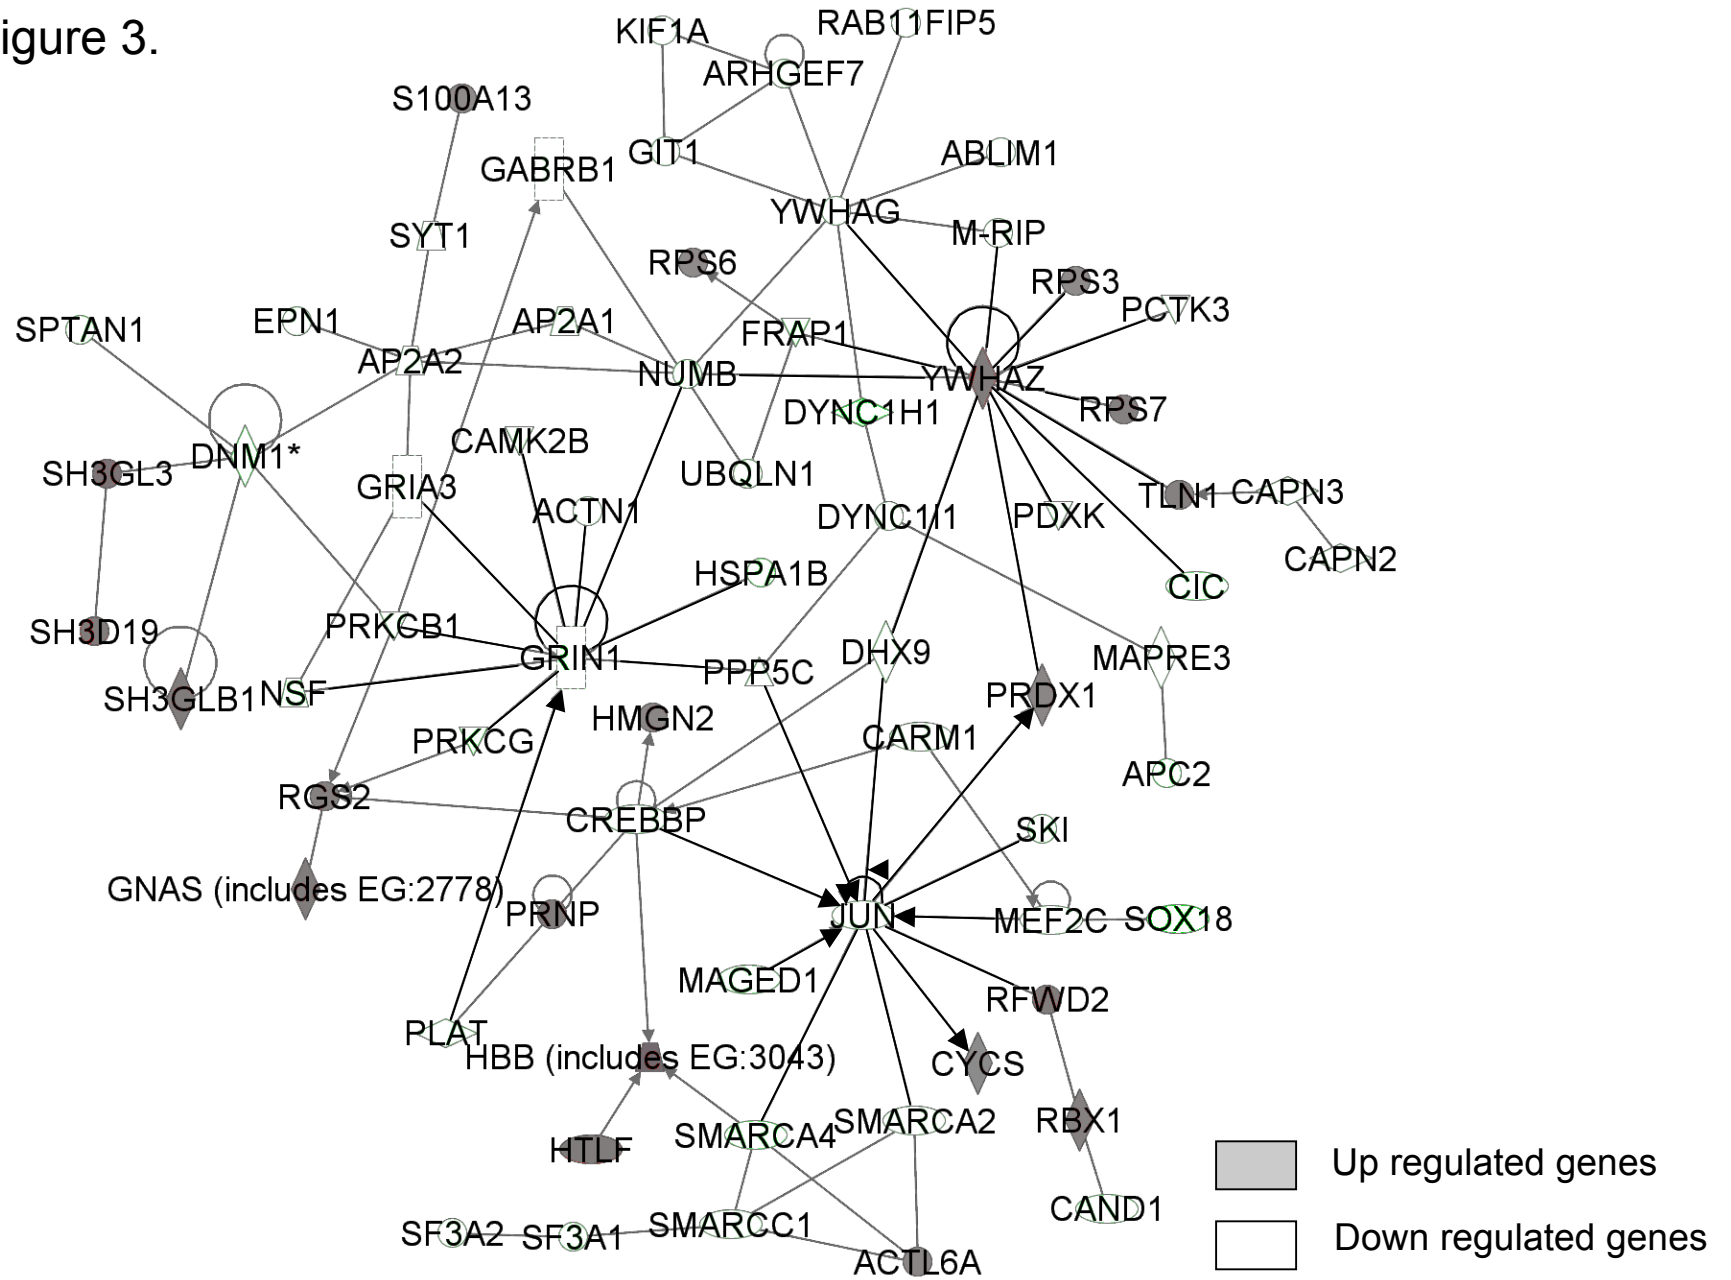 igure 3.
KIF1A
RAB11FIP5
ARHGEF7
S100A13
GIT1
ABLIM1
GABRB1
YWHAG
SYT1
M-RIP
RPS6
RPS3
PCTK3
SPTAN1
EPN1
AP2A1
FRAP1
AP2A2
NUMB
YWHAZ
DYNC1H1
RPS7
CAMK2B
DNM1*
SH3GL3
UBQLN1
GRIA3
TLN1
CAPN3
ACTN1
DYNC1I1
PDXK
CAPN2
HSPA1B
CIC
SH3D19
PRKCB1
GRIN1
PPP5C
DHX9
MAPRE3
SH3GLB1
NSF
PRDX1
HMGN2
PRKCG
CARM1
APC2
RGS2
CREBBP
SKI
GNAS (includes EG:2778)
PRNP
JUN
MEF2C
SOX18
MAGED1
RFWD2
PLAT
HBB (includes EG:3043)
CYCS
SMARCA4
SMARCA2
RBX1
HTLF
Up regulated genes
CAND1
SF3A2
SF3A1
SMARCC1
Down regulated genes
ACTL6A